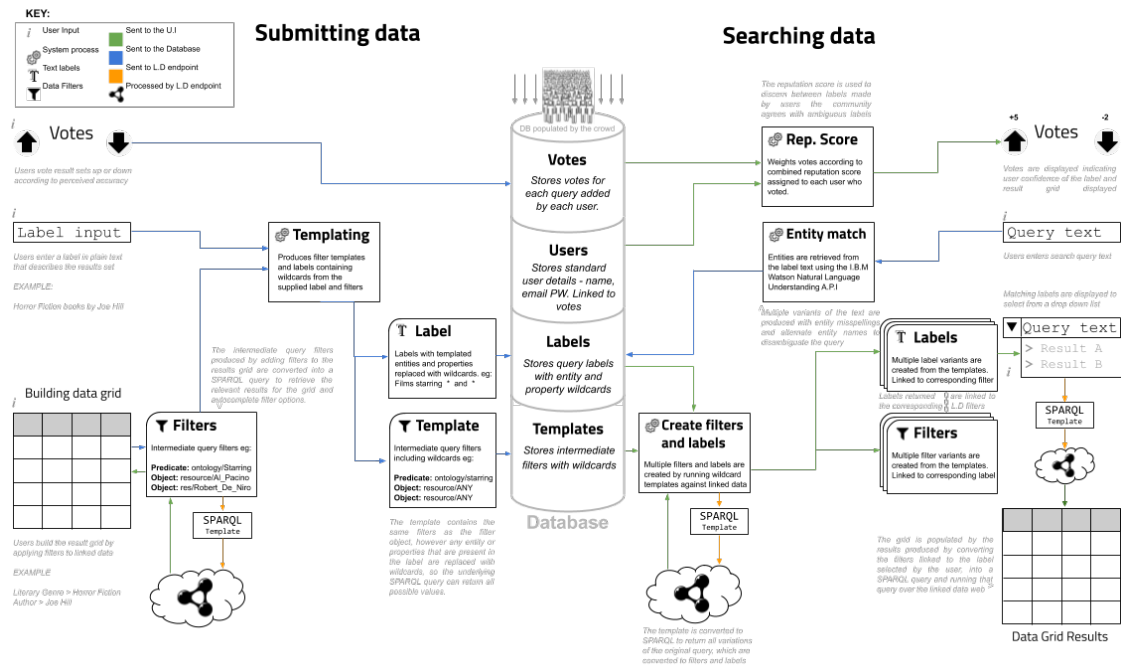 KEY:
User Input
System process
Text labels
Data Filters
Sent to the U.I
Sent to the Database
Sent to L.D endpoint
Processed by L.D endpoint
Submitting data
Searching data
i
Votes
Users vote result sets up or down
according to perceived accuracy
i
Label input
Users enter a label in plain text
that describes the results set
EXAMPLE:
Horror Fiction books by Joe Hill
Templating
Produces filter templates
and labels containing
wildcards from the
supplied label and filters
The intermediate query filters
produced by adding filters to the
results grid are converted into a
SPARQL query to retrieve the
relevant results for the grid and
autocomplete filter options.
Label
Labels with templated
entities and properties
replaced with wildcards. eg:
Films starring * and *
Building data grid
i
Users build the result grid by
applying filters to linked data
EXAMPLE
Literary Genre > Horror Fiction
Author > Joe Hill
Filters
Intermediate query filters eg:
Predicate: ontology/Starring
Object: resource/Al_Pacino
Object: res/Robert_De_Niro
SPARQL
Template
Template
Intermediate query filters
including wildcards eg:
Predicate: ontology/starring
Object: resource/ANY
Object: resource/ANY
The template contains the
same filters as the filter
object, however any entity or
properties that are present in
the label are replaced with
wildcards, so the underlying
SPARQL query can return all
possible values.
DB populated by the crowd
Votes
Stores votes for
each query added
by each user.
Users
Stores standard
user details - name,
email PW. Linked to
votes
Labels
Stores query labels
with entity and
property wildcards
Templates
Stores intermediate
filters with wildcards
Database
The reputation score is used to
discern between labels made
by users the community
agrees with ambiguous labels
Rep. Score
Weights votes according to
combined reputation score
assigned to each user who
voted.
+5
-2
Votes
Votes are displayed indicating
user confidence of the label and
result grid displayed
Entity match
Entities are retrieved from
the label text using the I.B.M
Watson Natural Language
Understanding A.P.I
Multiple variants of the text are
produced with entity misspellings
and alternate entity names to
disambiguate the query
i
Query text
Users enters search query text
Matching labels are displayed to
select from a drop down list
Query text
> Result A
> Result B
i
Labels
Multiple label variants are
created from the templates.
Linked to corresponding filter
Labels returned are linked to
the corresponding L.D filters
Filters
Multiple filter variants are
created from the templates.
Linked to corresponding label
Create filters
and labels
Multiple filters and labels are
created by running wildcard
templates against linked data
SPARQL
Template
The template is converted to
SPARQL to return all variations
of the original query, which are
converted to filters and labels
SPARQL
Template
The grid is populated by the
results produced by converting
the filters linked to the label
selected by the user, into a
SPARQL query and running that
query over the linked data web
Data Grid Results